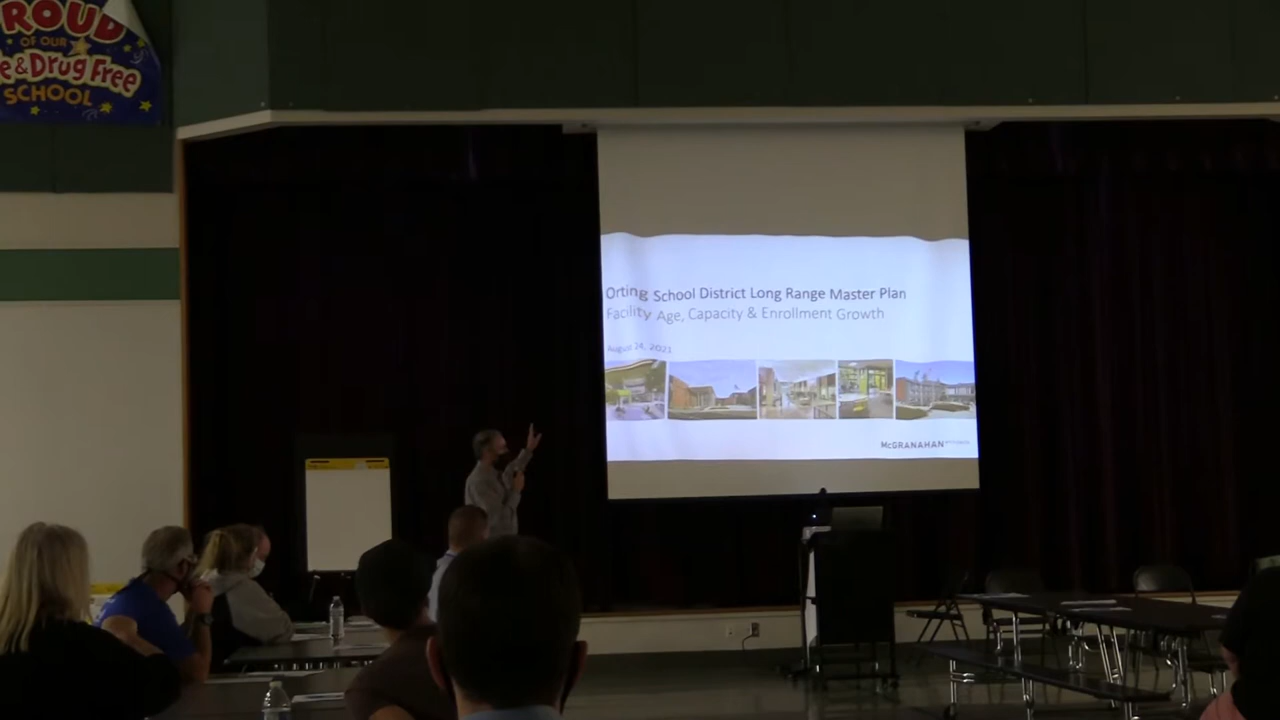 ROUD
OF OUR
e & Drug Free
SCHOOL
Orting School District Long Range Master Plan
Facility Age, Capacity & Enrollment Growth
August 24, 2021
McGRANAHAN